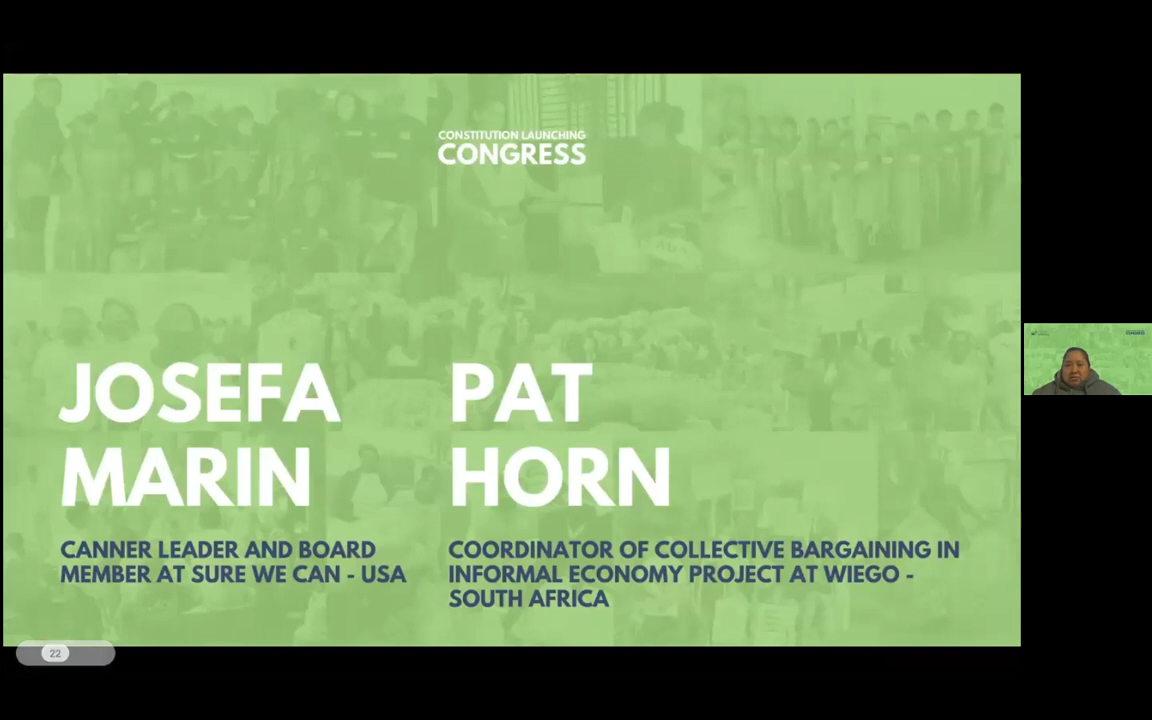 CONSTITUTION LAUNCHING
CONGRESS
JOSEFA
MARIN
CANNER LEADER AND BOARD
MEMBER AT SURE WE CAN - USA
PAT
HORN
COORDINATOR OF COLLECTIVE BARGAINING IN
INFORMAL ECONOMY PROJECT AT WIEGO -
SOUTH AFRICA
22